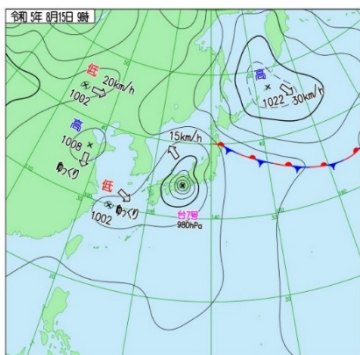 令和 5年 8月15日 9時
低
20km/h
1002
高
1022
30km/h
高
1008
ゆっくり
15km/h
低
1002
ゆっくり
台7号
980hPa